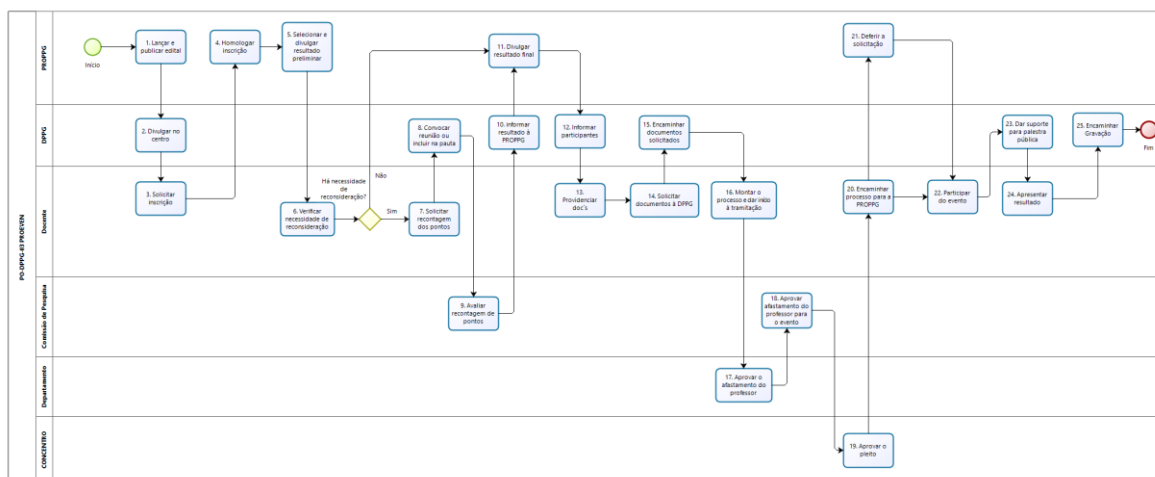 PO-DPPG-03 PROEVEN
PROPPG
DPPG
Docente
Comissão de Pesquisa
Departamento
CONCENTRO
Início
1. Lançar e
publicar edital
2. Divulgar no
centro
3. Solicitar
inscrição
4. Homologar
inscrição
5. Selecionar e
divulgar
resultado
preliminar
6. Verificar
necessidade de
reconsideração
Há necessidade
de
reconsideração?
Não
Sim
7. Solicitar
recontagem
dos pontos
8. Convocar
reunião ou
incluir na pauta
9. Avaliar
recontagem de
pontos
10. Informar
resultado à
PROPPG
11. Divulgar
resultado final
12. Informar
participantes
13.
Providenciar
doc´s
14. Solicitar
documentos à DPPG
15. Encaminhar
documentos
solicitados
16. Montar o
processo e dar início
à tramitação
17. Aprovar o
afastamento do
professor
18. Aprovar
afastamento do
professor para
o evento
19. Aprovar o
pleito
20. Encaminhar
processo para a
PROPPG
21. Deferir a
solicitação
22. Participar
do evento
23. Dar suporte
para palestra
pública
24. Apresentar
resultado
25. Encaminhar
Gravação
Fim